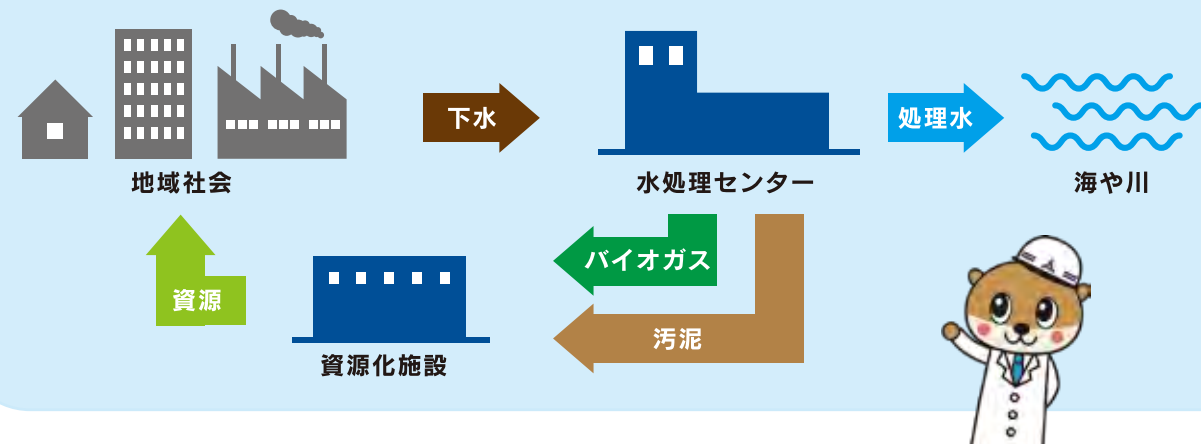 下水
処理水
地域社会
水処理センター
海や川
バイオガス
資源
汚泥
資源化施設